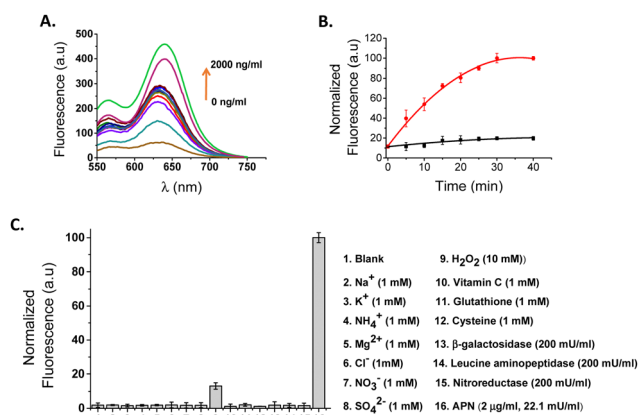 A.
B.
500
400
300
200
100
0
Fluorescence (a.u)
2000 ng/ml
0 ng/ml
550 600 650 700 750
λ (nm)
120
100
80
60
40
20
0
Normalized
Fluorescence (a.u)
0 10 20 30 40
Time (min)
C.
100
80
60
40
20
0
Normalized
Fluorescence (a.u)
1. Blank
2. Na⁺ (1 mM)
3. K⁺ (1 mM)
4. NH₄⁺ (1 mM)
5. Mg²⁺ (1 mM)
6. Cl⁻ (1mM)
7. NO₃⁻ (1 mM)
8. SO₄²⁻ (1 mM)
9. H₂O₂ (10 mM))
10. Vitamin C (1 mM)
11. Glutathione (1 mM)
12. Cysteine (1 mM)
13. β-galactosidase (200 mU/ml)
14. Leucine aminopeptidase (200 mU/ml)
15. Nitroreductase (200 mU/ml)
16. APN (2 μg/ml, 22.1 mU/ml)